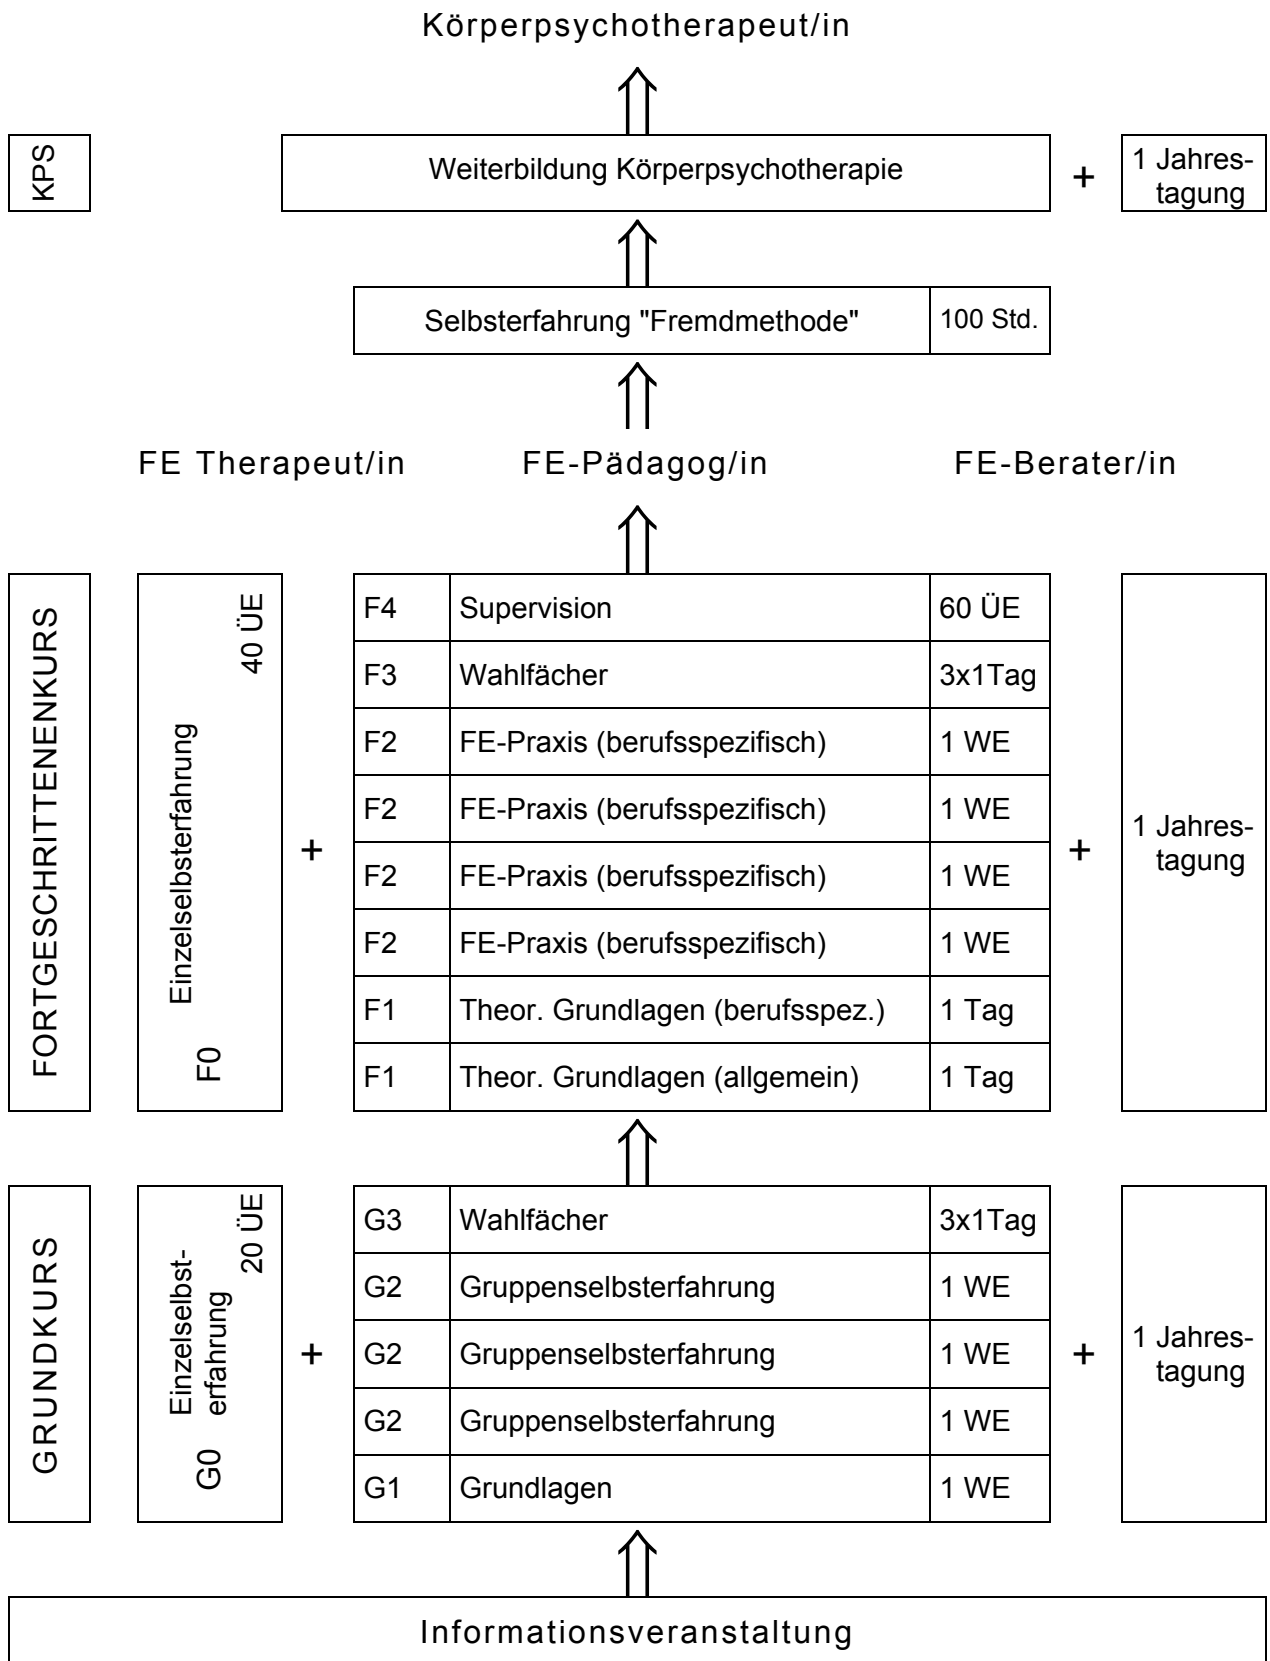 Körperpsychotherapeut/in
KPS
Weiterbildung Körperpsychotherapie
+
1 Jahres-
tagung
Selbsterfahrung "Fremdmethode"
100 Std.
FE Therapeut/in
FE-Pädagog/in
FE-Berater/in
FORTGESCHRITTENENKURS
F0
Einzelselbsterfahrung
40 ÜE
+
F4 Supervision 60 ÜE
F3 Wahlfächer 3x1Tag
F2 FE-Praxis (berufsspezifisch) 1 WE
F2 FE-Praxis (berufsspezifisch) 1 WE
F2 FE-Praxis (berufsspezifisch) 1 WE
F2 FE-Praxis (berufsspezifisch) 1 WE
F1 Theor. Grundlagen (berufsspez.) 1 Tag
F1 Theor. Grundlagen (allgemein) 1 Tag
+
1 Jahres-
tagung
GRUNDKURS
G0
Einzelselbst-
erfahrung
20 ÜE
+
G3 Wahlfächer 3x1Tag
G2 Gruppenselbsterfahrung 1 WE
G2 Gruppenselbsterfahrung 1 WE
G2 Gruppenselbsterfahrung 1 WE
G1 Grundlagen 1 WE
+
1 Jahres-
tagung
Informationsveranstaltung